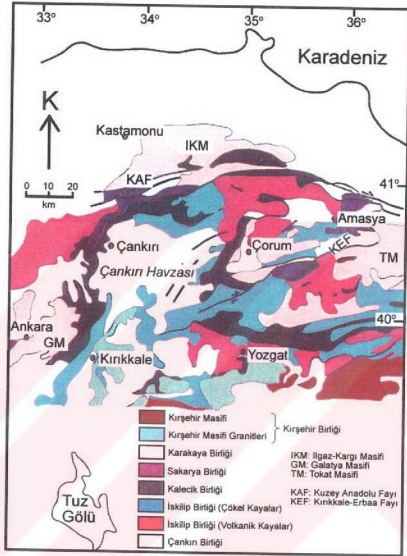 33° 34° 35° 36°
Karadeniz
K
Kastamonu
IKM
KAF
0 10 20
km
41°
Amasya
Çankırı
Çorum
KEF
Çankırı Havzası
TM
40°
Ankara
GM
Kırıkkale
Yozgat
Kırşehir Masifi
Kırşehir Masifi Granitleri
Kırşehir Birliği
Karakaya Birliği
Sakarya Birliği
Kalecik Birliği
İskilip Birliği (Çökel Kayalar)
İskilip Birliği (Volkanik Kayalar)
Çankırı Birliği
IKM: Ilgaz-Kargı Masifi
GM: Galatya Masifi
TM: Tokat Masifi
KAF: Kuzey Anadolu Fayı
KEF: Kırıkkale-Erbaa Fayı
Tuz
Gölü